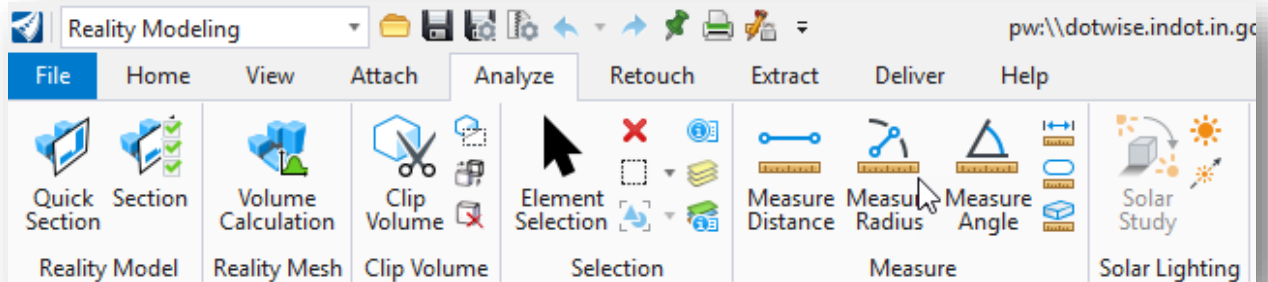 Reality Modeling
pw:\\dotwise.indot.in.gc
File Home View Attach Analyze Retouch Extract Deliver Help
Quick Section
Section
Volume Calculation
Clip Volume
Element Selection
Measure Distance
Measure Radius
Measure Angle
Solar Study
Reality Model Reality Mesh Clip Volume Selection Measure Solar Lighting